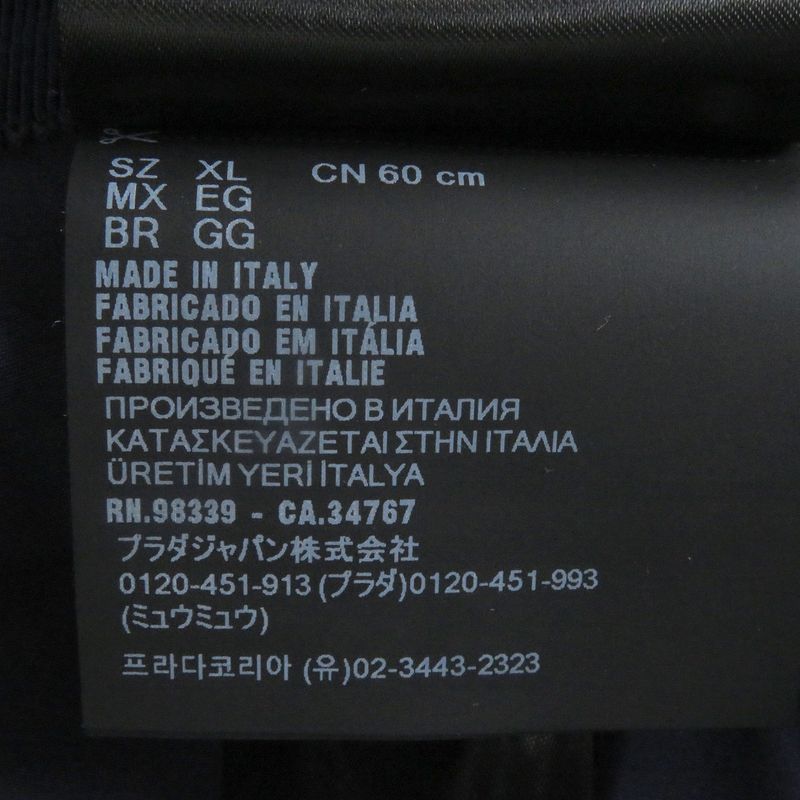 SZ XL CN 60 cm
MX EG
BR GG
MADE IN ITALY
FABRICADO EN ITALIA
FABRICADO EM ITÁLIA
FABRIQUÉ EN ITALIE
ПРОИЗВЕДЕНО В ИТАЛИЯ
ΚΑΤΑΣΚΕΥΑΖΕΤΑΙ ΣΤΗΝ ΙΤΑΛΙΑ
ÜRETİM YERİ İTALYA
RN.98339 - CA.34767
プラダジャパン株式会社
0120-451-913 (プラダ)0120-451-993
(ミュウミュウ)
프라다코리아 (유)02-3443-2323